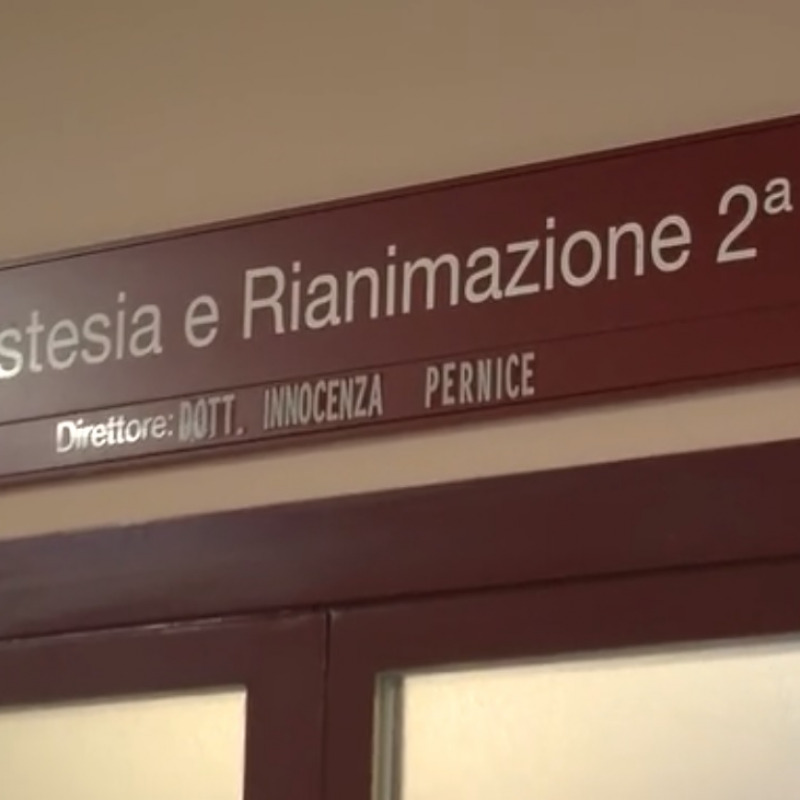 stesia e Rianimazione 2ª
Direttore: DOTT. INNOCENZA PERNICE